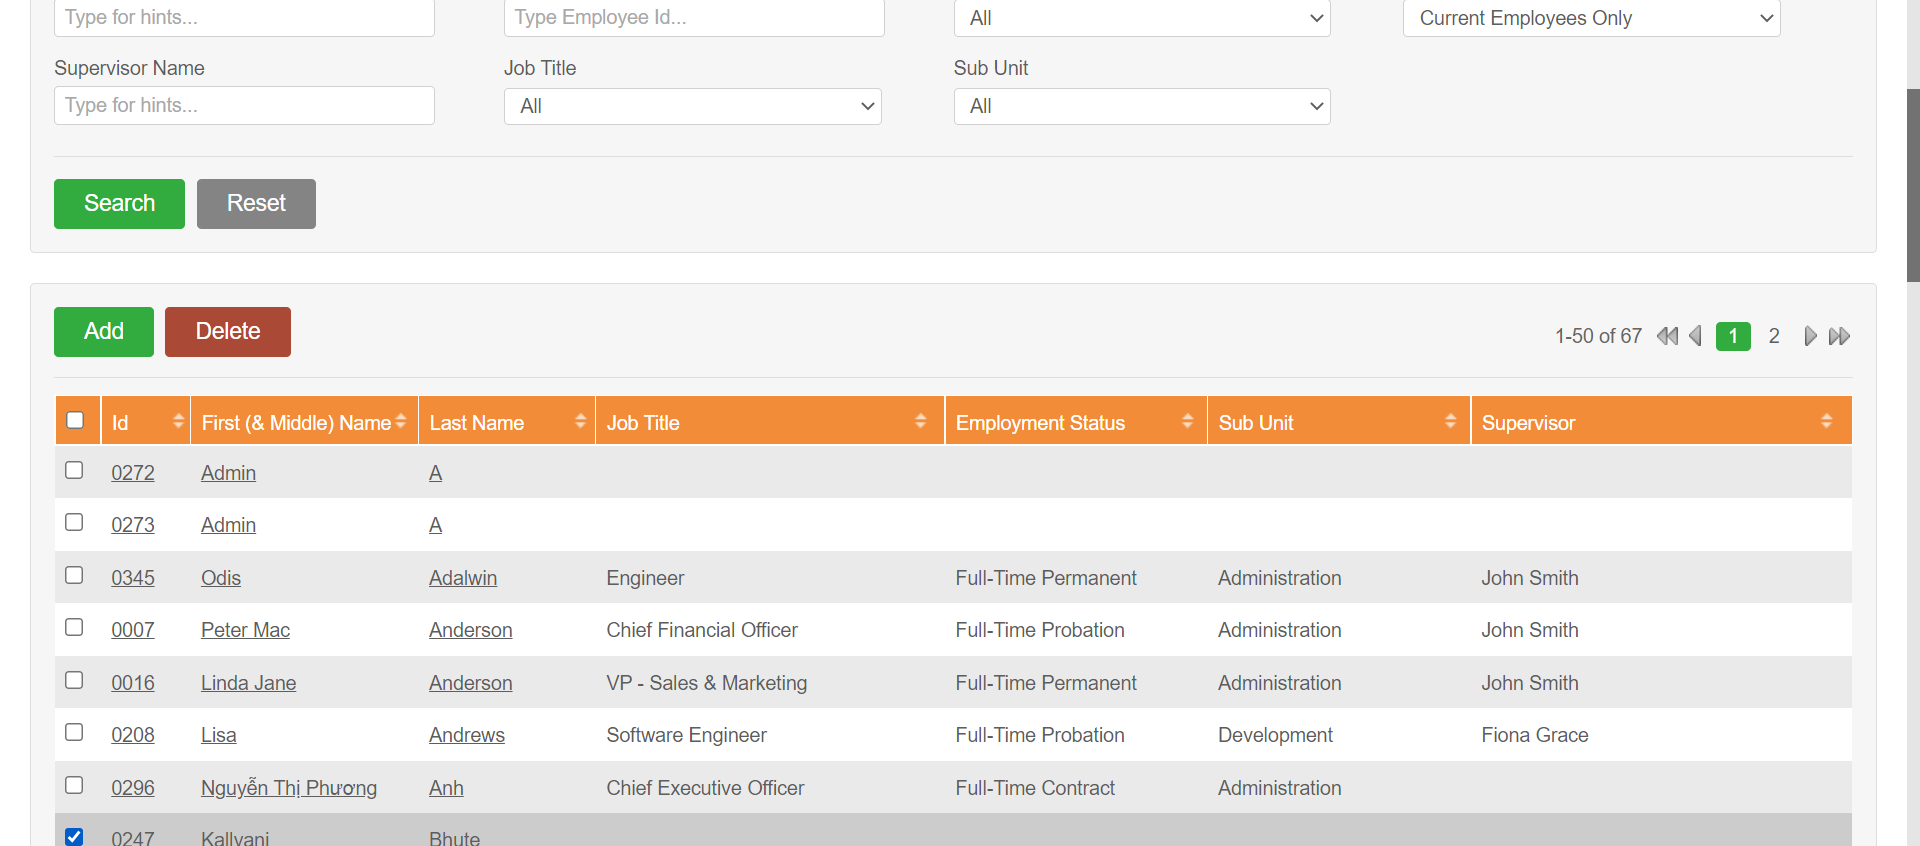 Type for hints... Type Employee Id... All Current Employees Only
Supervisor Name Job Title Sub Unit
Type for hints... All All
Search Reset
Add Delete 1-50 of 67 1 2
Id First (& Middle) Name Last Name Job Title Employment Status Sub Unit Supervisor
0272 Admin A
0273 Admin A
0345 Odis Adalwin Engineer Full-Time Permanent Administration John Smith
0007 Peter Mac Anderson Chief Financial Officer Full-Time Probation Administration John Smith
0016 Linda Jane Anderson VP - Sales & Marketing Full-Time Permanent Administration John Smith
0208 Lisa Andrews Software Engineer Full-Time Probation Development Fiona Grace
0296 Nguyễn Thị Phương Anh Chief Executive Officer Full-Time Contract Administration
0247 Kallyani Bhute